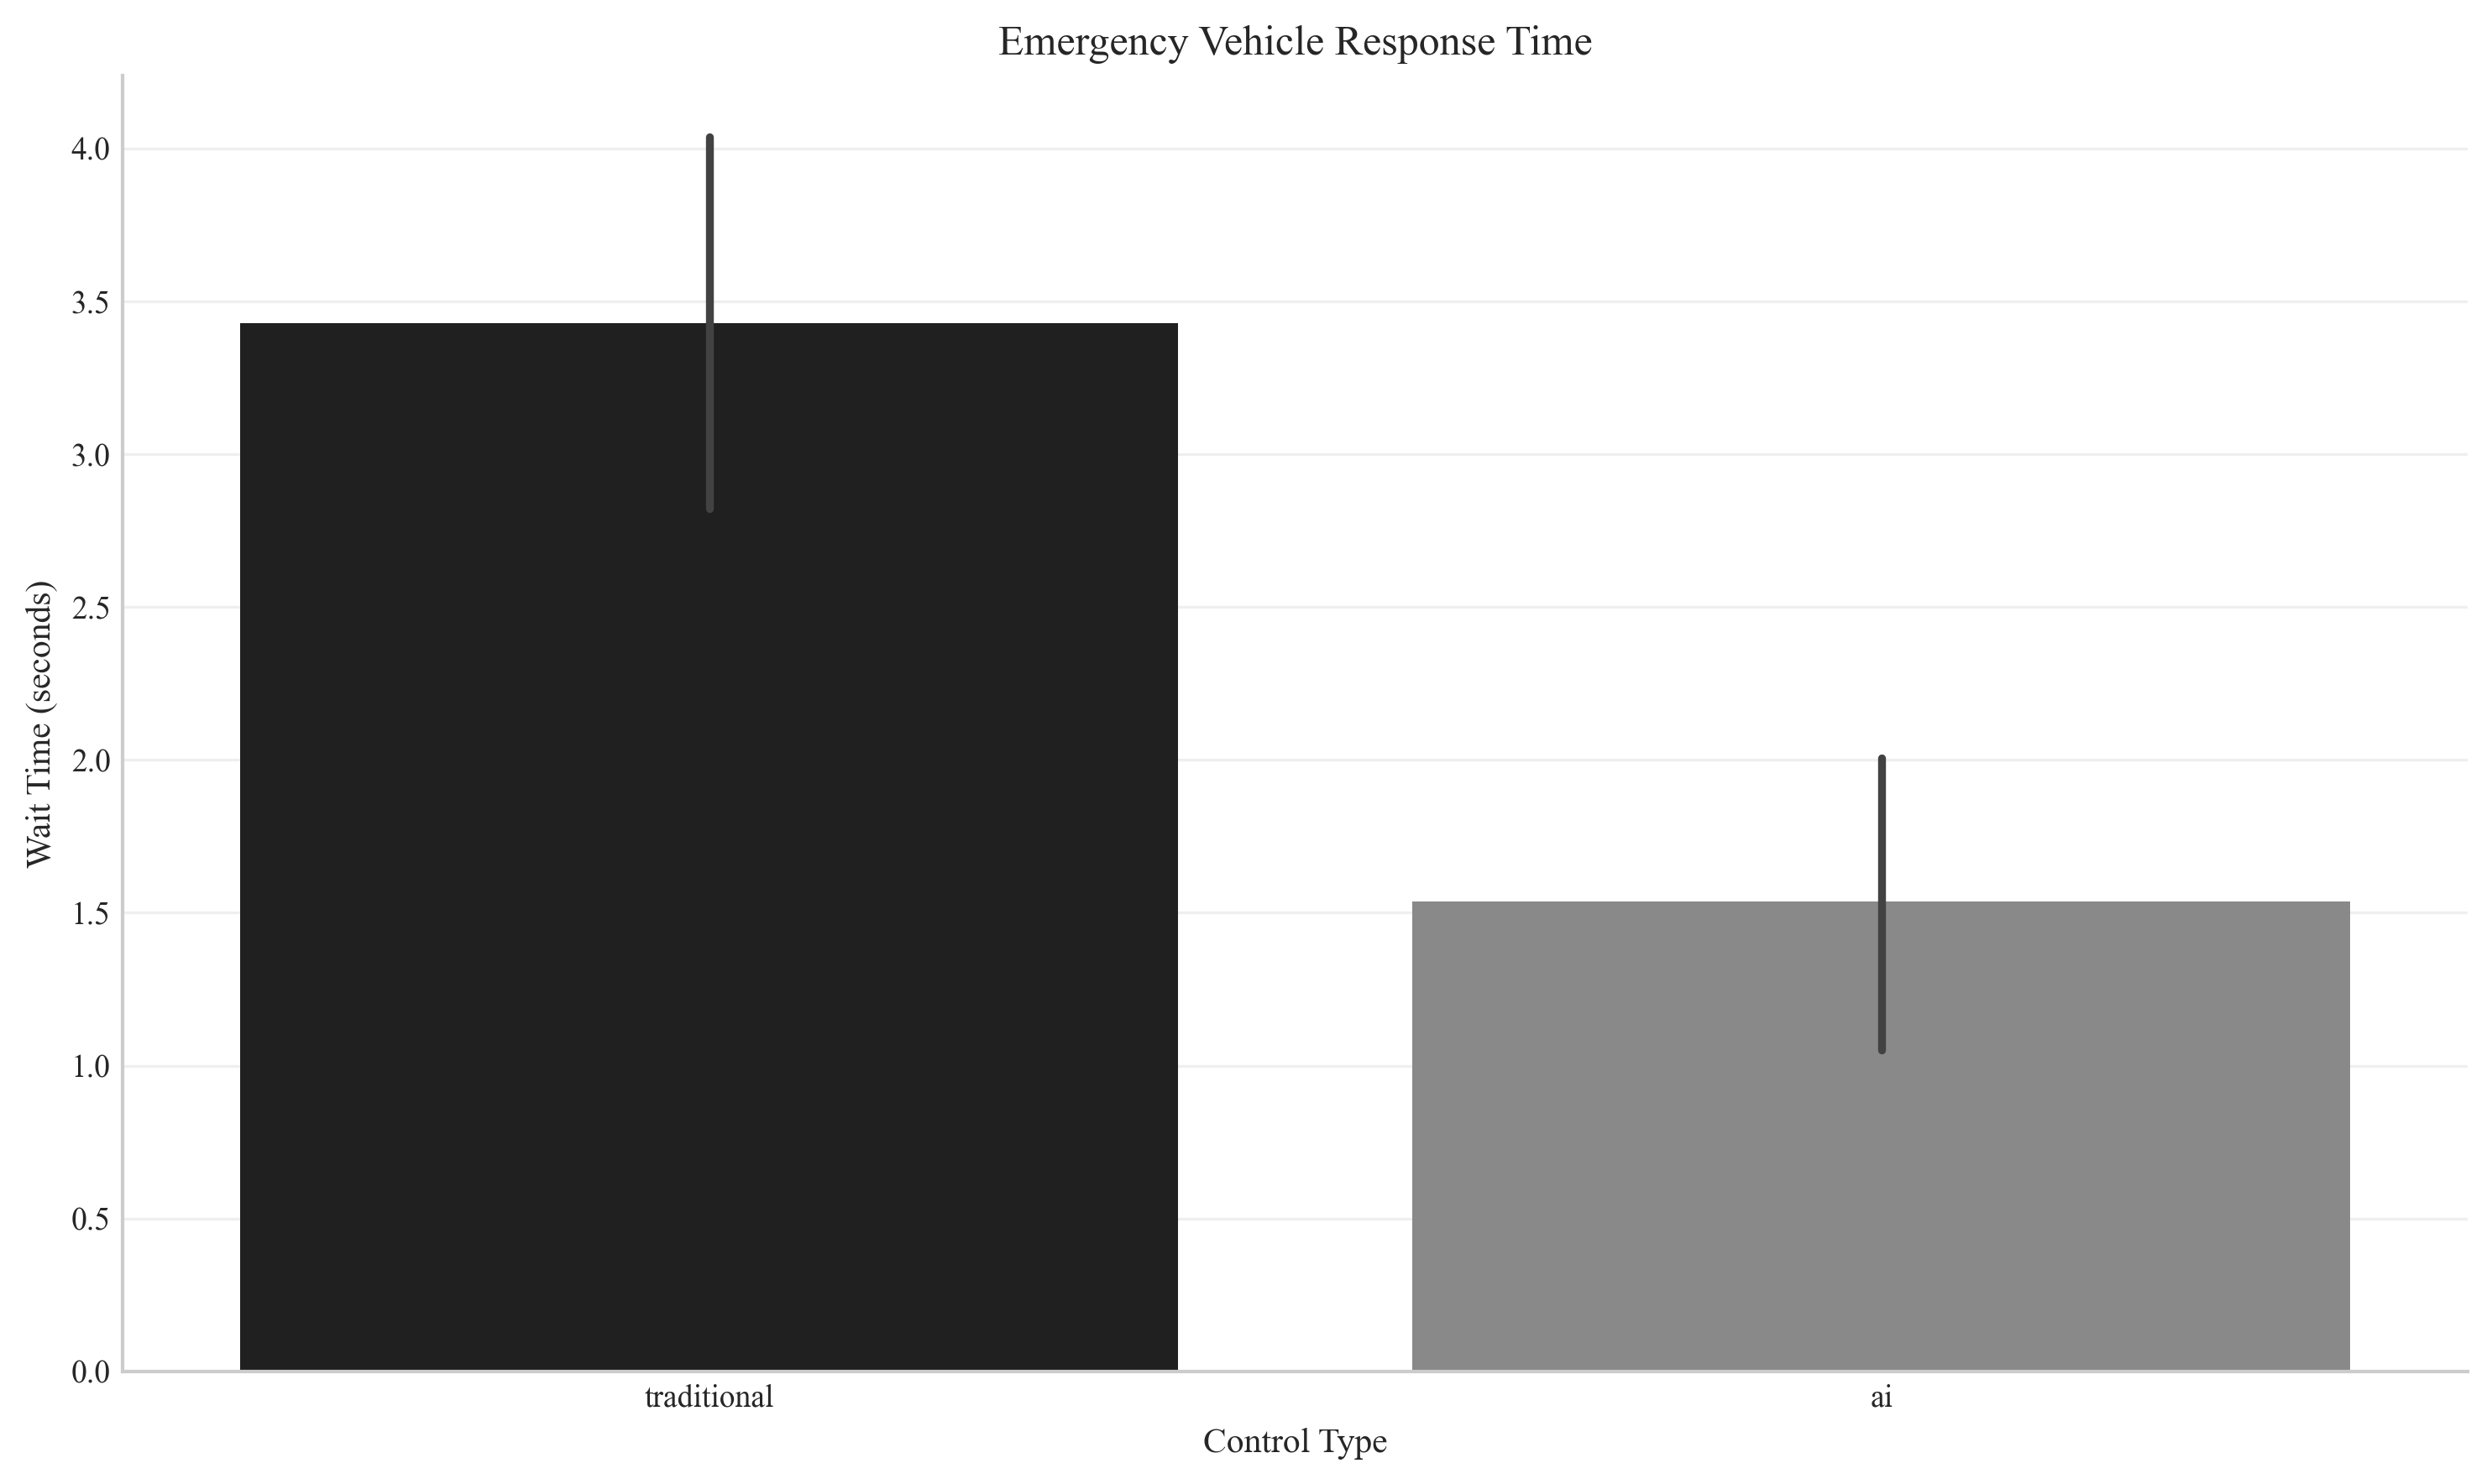 Emergency Vehicle Response Time
Wait Time (seconds)
4.0
3.5
3.0
2.5
2.0
1.5
1.0
0.5
0.0
traditional
ai
Control Type